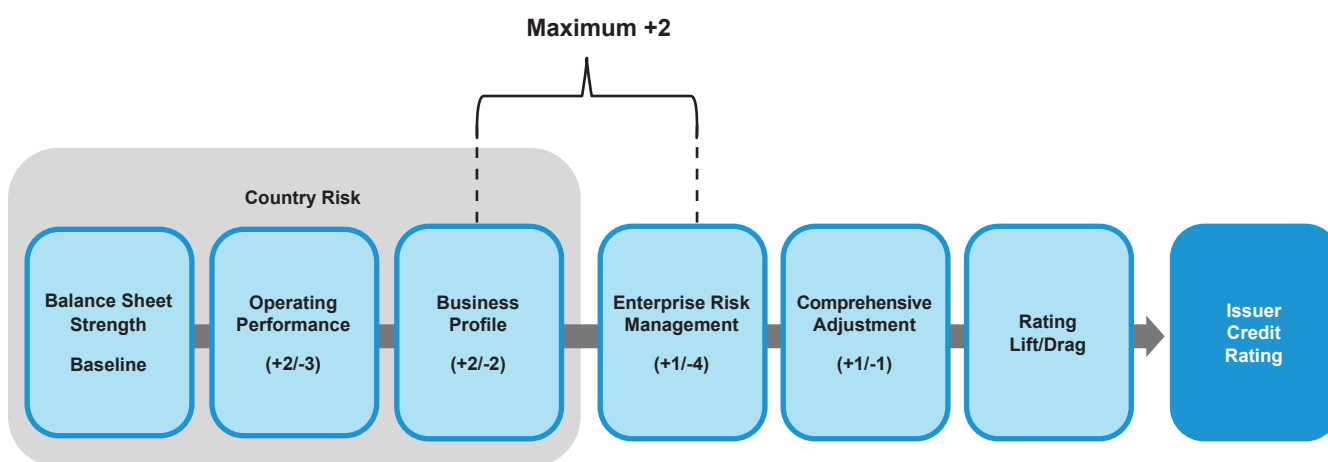 Maximum +2
Country Risk
Balance Sheet
Strength
Baseline
Operating
Performance
(+2/-3)
Business
Profile
(+2/-2)
Enterprise Risk
Management
(+1/-4)
Comprehensive
Adjustment
(+1/-1)
Rating
Lift/Drag
Issuer
Credit
Rating